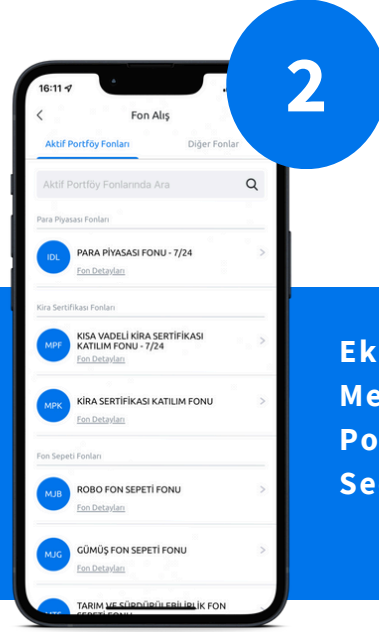 2
16:11
Fon Alış
Aktif Portföy Fonları
Diğer Fonlar
Aktif Portföy Fonlarında Ara
Para Piyasası Fonları
IDL
PARA PİYASASI FONU - 7/24
Fon Detayları
Kira Sertifikası Fonları
MPF
KISA VADELİ KİRA SERTİFİKASI
KATILIM FONU - 7/24
Fon Detayları
MPK
KİRA SERTİFİKASI KATILIM FONU
Fon Detayları
Fon Sepeti Fonları
MJB
ROBO FON SEPETİ FONU
Fon Detayları
MJG
GÜMÜŞ FON SEPETİ FONU
Fon Detayları
TARIM VE SÜRDÜRÜLEBİLİRLİK FON
SEPETİ FONU
Ek
Me
Po
Se